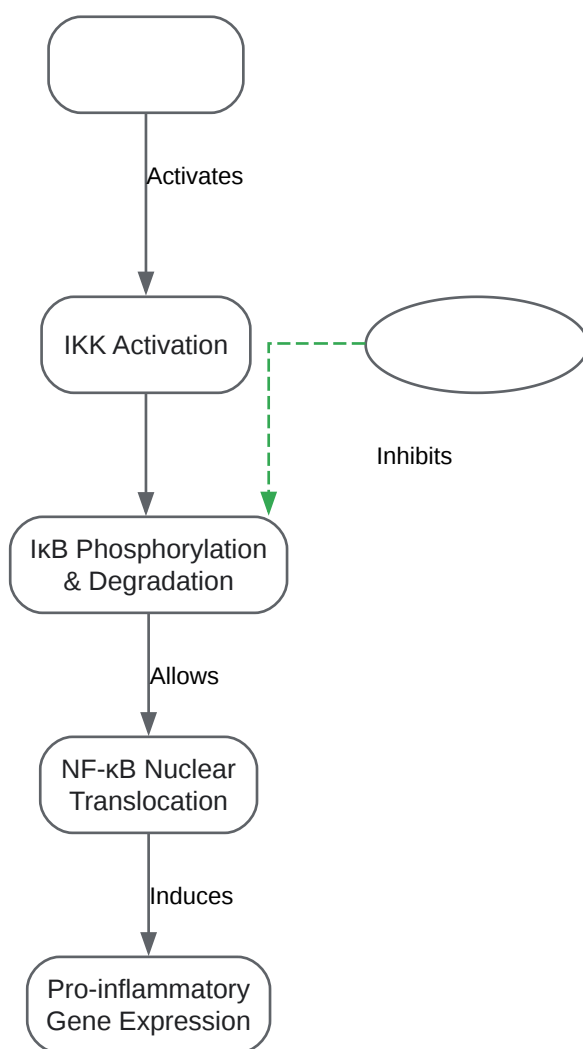 Activates
IKK Activation
Inhibits
IκB Phosphorylation
& Degradation
Allows
NF-κB Nuclear
Translocation
Induces
Pro-inflammatory
Gene Expression